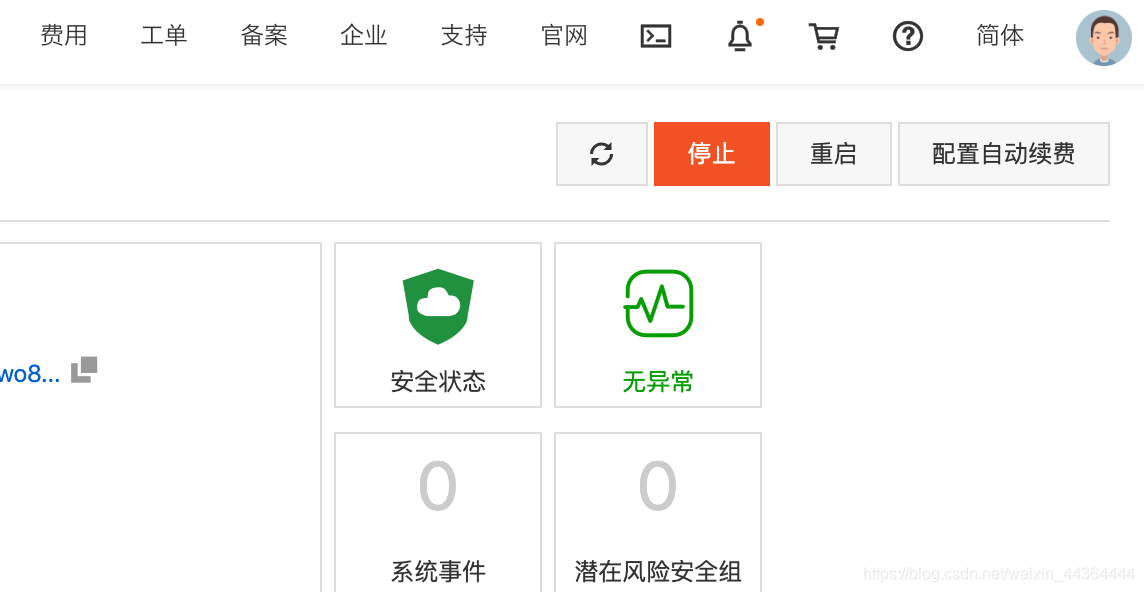 费用 工单 备案 企业 支持 官网 简体
停止 重启 配置自动续费
wo8...
安全状态 无异常
0 0
系统事件 潜在风险安全组
https://blog.csdn.net/weixin_44364444